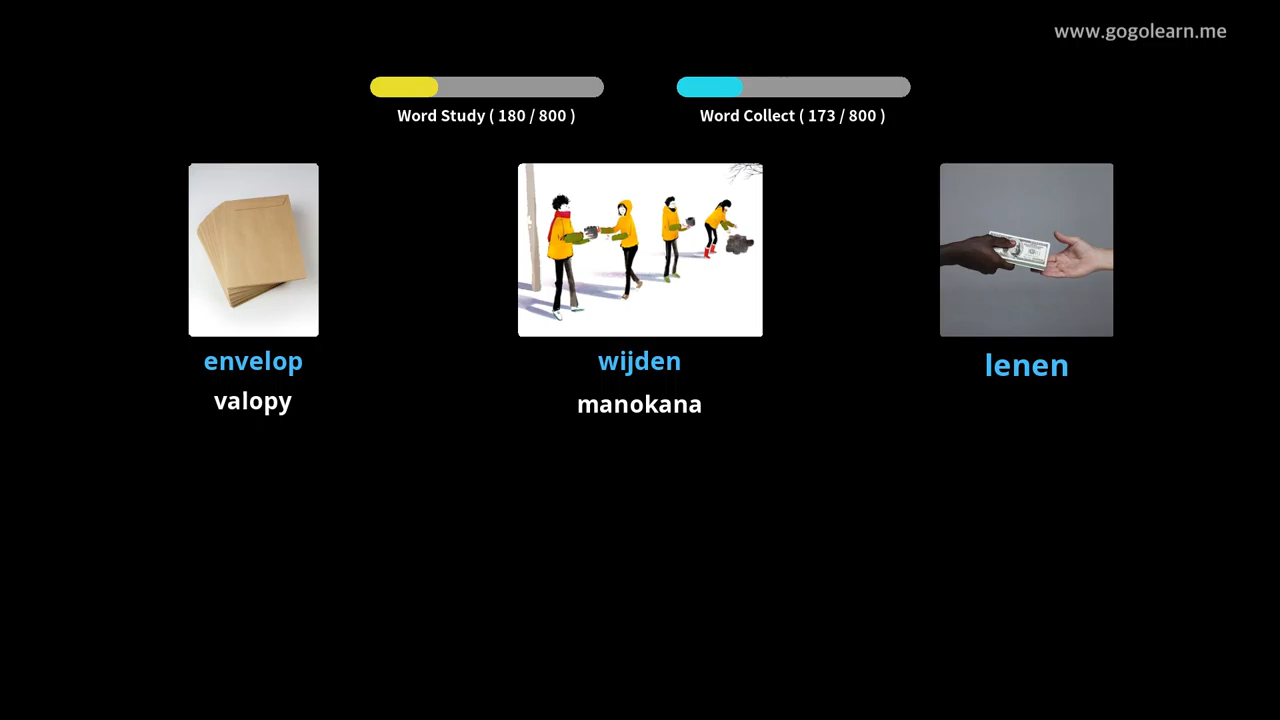 www.gogolearn.me
Word Study ( 180 / 800 )
Word Collect ( 173 / 800 )
envelop
valopy
wijden
manokana
lenen